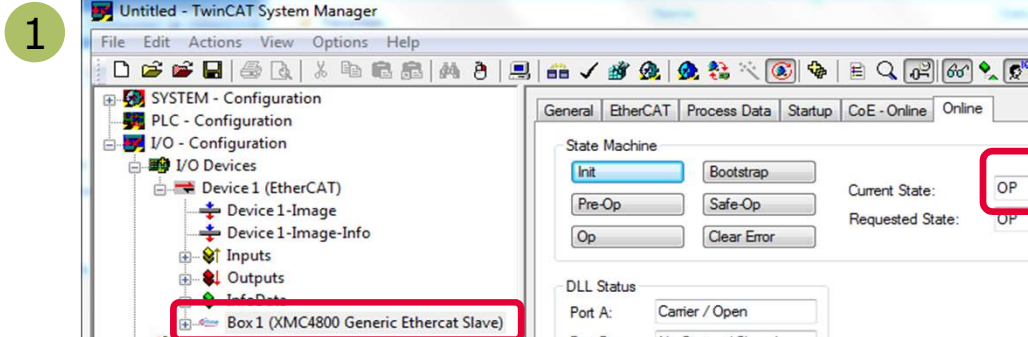 1
Untitled - TwinCAT System Manager
File Edit Actions View Options Help
SYSTEM - Configuration
PLC - Configuration
I/O - Configuration
I/O Devices
Device 1 (EtherCAT)
Device 1-Image
Device 1-Image-Info
Inputs
Outputs
InfoData
Box 1 (XMC4800 Generic Ethercat Slave)
General EtherCAT Process Data Startup CoE - Online Online
State Machine
Init Bootstrap
Pre-Op Safe-Op
Op Clear Error
Current State: OP
Requested State: OP
DLL Status
Port A: Carrier / Open